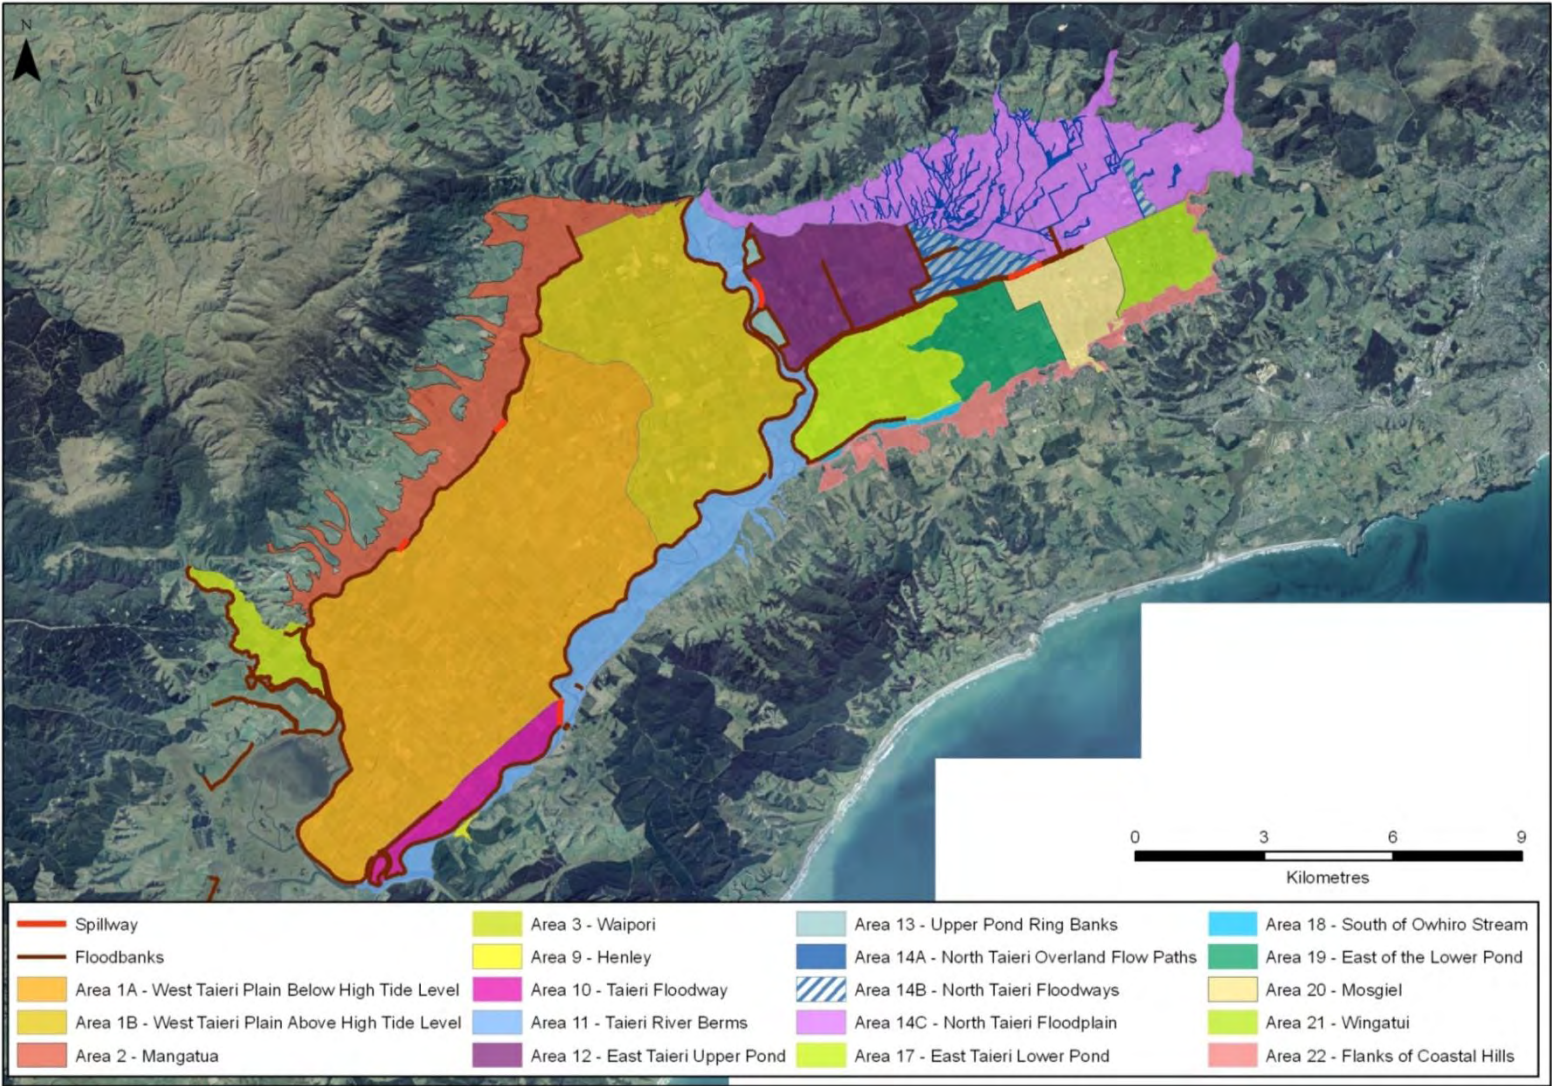 N
0 3 6 9
Kilometres
Spillway
Floodbanks
Area 1A - West Taieri Plain Below High Tide Level
Area 1B - West Taieri Plain Above High Tide Level
Area 2 - Mangatua
Area 3 - Waipori
Area 9 - Henley
Area 10 - Taieri Floodway
Area 11 - Taieri River Berms
Area 12 - East Taieri Upper Pond
Area 13 - Upper Pond Ring Banks
Area 14A - North Taieri Overland Flow Paths
Area 14B - North Taieri Floodways
Area 14C - North Taieri Floodplain
Area 17 - East Taieri Lower Pond
Area 18 - South of Owhiro Stream
Area 19 - East of the Lower Pond
Area 20 - Mosgiel
Area 21 - Wingatui
Area 22 - Flanks of Coastal Hills